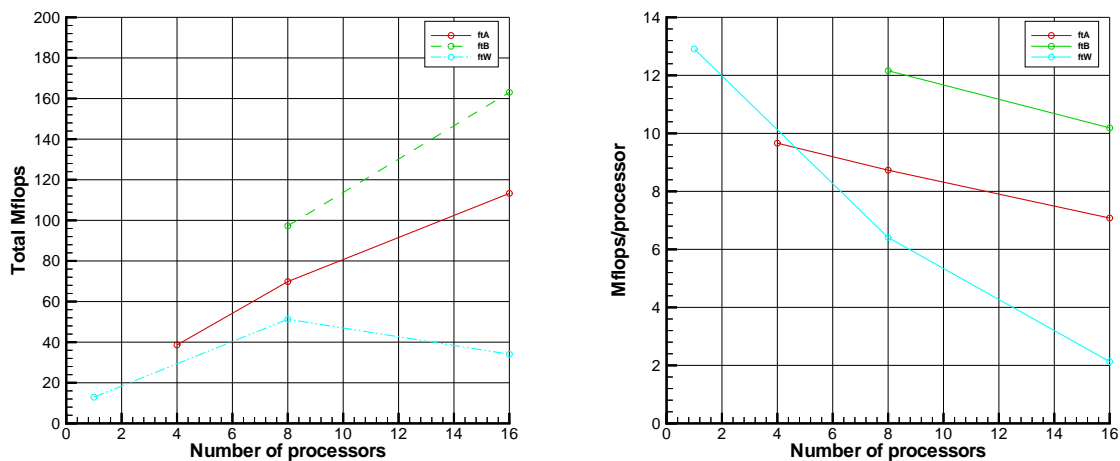 200
180
160
140
120
100
80
60
40
20
0
Total Mflops
0 2 4 6 8 10 12 14 16
Number of processors
ftA
ftB
ftW
14
12
10
8
6
4
2
0
Mflops/processor
0 2 4 6 8 10 12 14 16
Number of processors
ftA
ftB
ftW